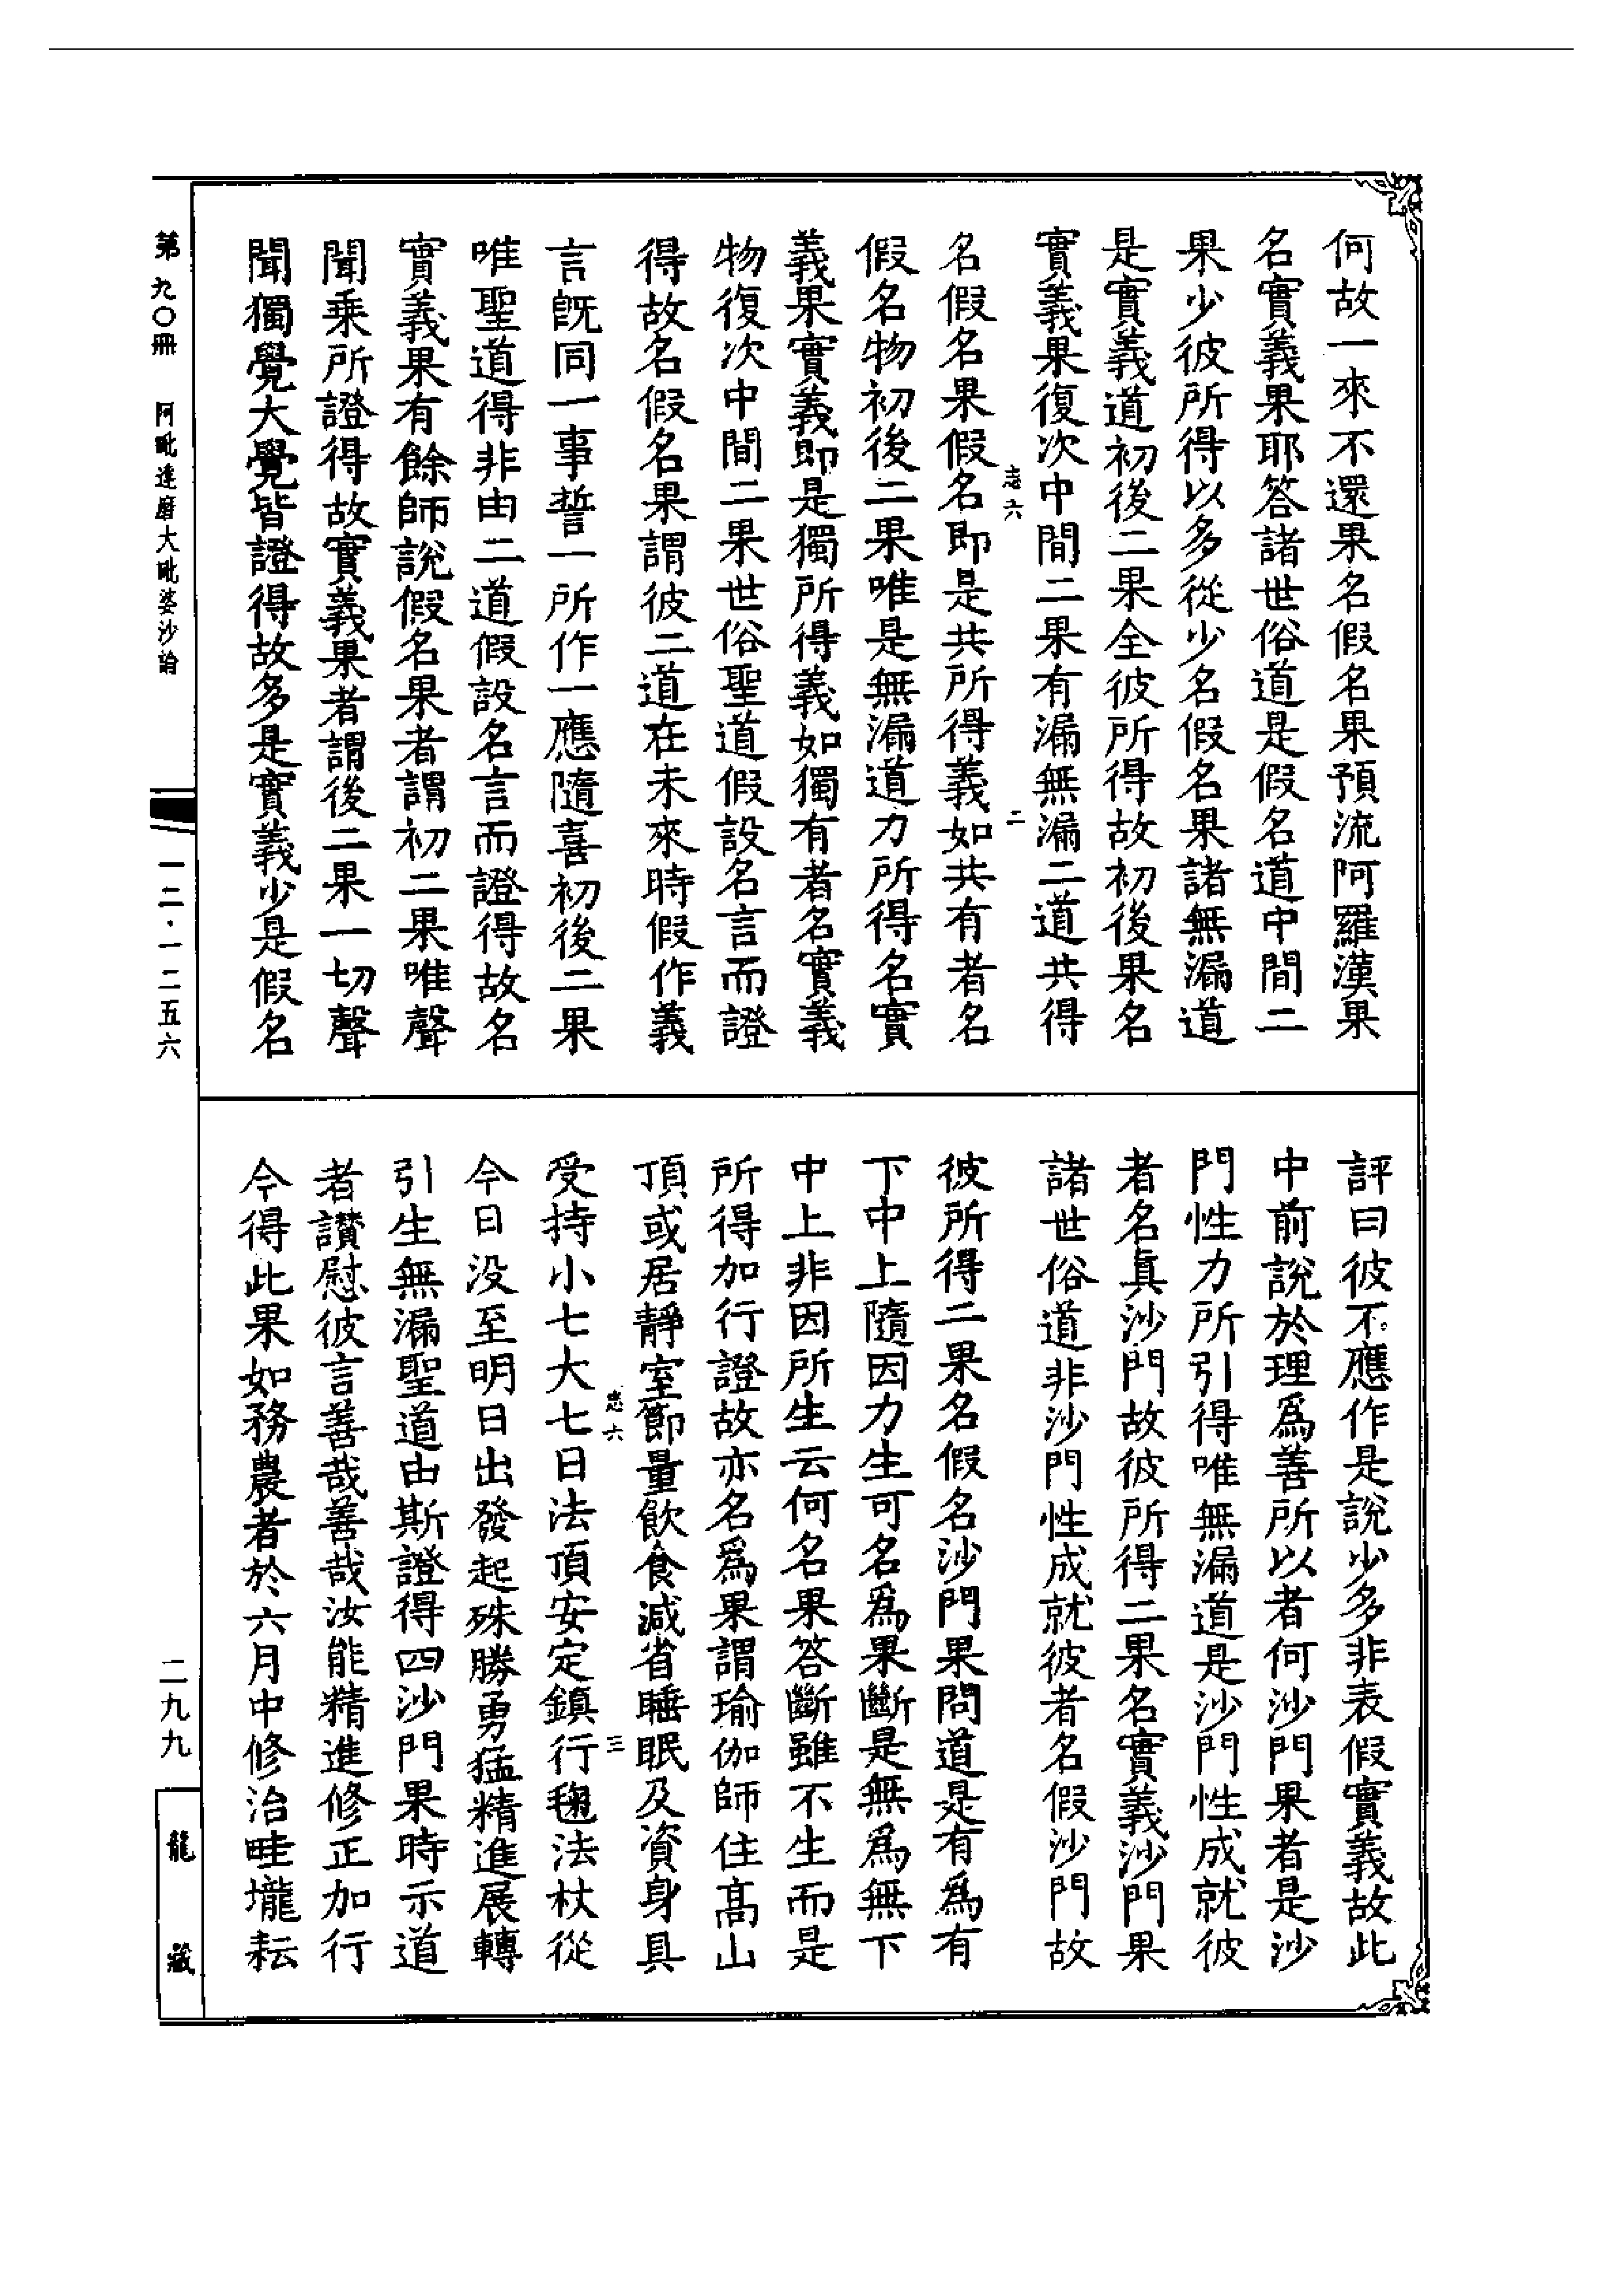 何故一來不還果名假名果預流阿羅漢果
名實義果耶答諸世俗道是假名道中間二
果少彼所得以多從少名假名果諸無漏道
是實義道初後二果全彼所得故初後果名
實義果復次中間二果有漏無漏二道共得
志六 二
名假名果假名即是共所得義如共有者名
假名物初後二果唯是無漏道力所得名實
義果實義即是獨所得義如獨有者名實義
物復次中間二果世俗聖道假設名言而證
得故名假名果謂彼二道在未來時假作義
言旣同一事誓一所作一應隨喜初後二果
唯聖道得非由二道假設名言而證得故名
實義果有餘師說假名果者謂初二果唯聲
聞乘所證得故實義果者謂後二果一切聲
聞獨覺大覺皆證得故多是實義少是假名
評曰彼不應作是說少多非表假實義故此
中前說於理爲善所以者何沙門果者是沙
門性力所引得唯無漏道是沙門性成就彼
者名眞沙門故彼所得二果名實義沙門果
諸世俗道非沙門性成就彼者名假沙門故
彼所得二果名假名沙門果問道是有爲有
下中上隨因力生可名爲果斷是無爲無下
中上非因所生云何名果答斷雖不生而是
所得加行證故亦名爲果謂瑜伽師住高山
頂或居靜室節量飲食減省睡眠及資身具
志六 三
受持小七大七日法頂安定鎮行毱法杖從
今日没至明日出發起殊勝勇猛精進展轉
引生無漏聖道由斯證得四沙門果時示道
者讃慰彼言善哉善哉汝能精進修正加行
今得此果如務農者於六月中修治畦壠耘
第九〇冊 阿毗達磨大毗婆沙論
一二·一二五六
二九九
龍藏